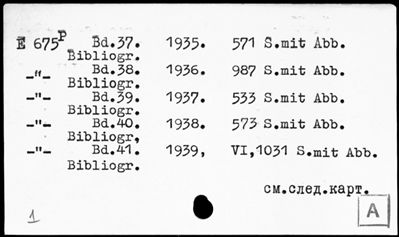 E 675P Bd.37. 1935. 571 S.mit Abb.
Bibliogr.
-"- Bd.38. 1936. 987 S.mit Abb.
Bibliogr.
-"- Bd.39. 1937. 533 S.mit Abb.
Bibliogr.
-"- Bd.40. 1938. 573 S.mit Abb.
Bibliogr,
-"- Bd.41. 1939, VI,1031 S.mit Abb.
Bibliogr.
см.след.карт.
1
A